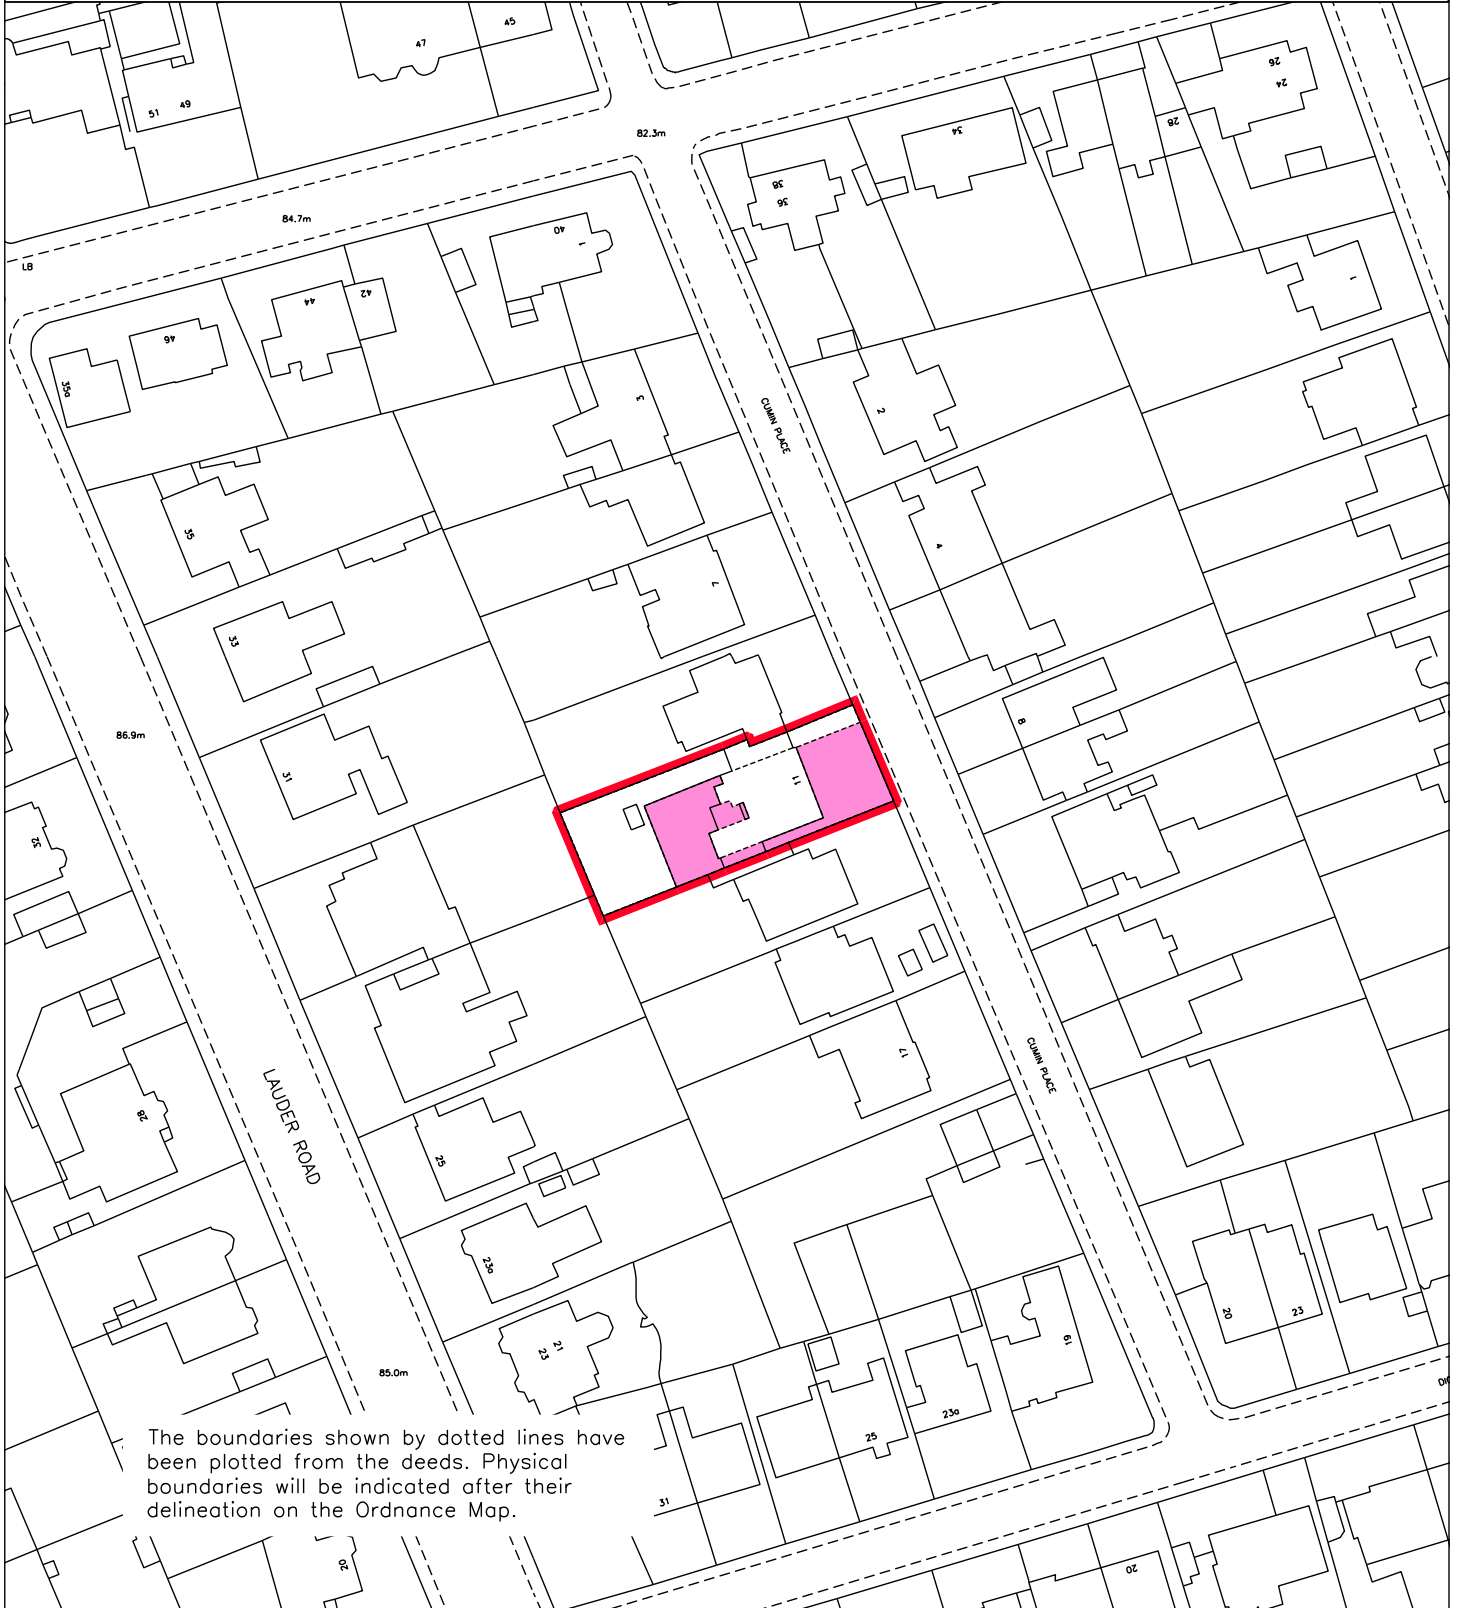 45
47
51
49
82.3m
26
24
28
34
38
36
84.7m
40
1
LB
44
42
46
1
35a
3
2
CUMIN PLACE
35
4
7
33
8
86.9m
31
11
32
CUMIN PLACE
17
LAUDER ROAD
28
25
23a
20
23
21
23
19
85.0m
23a
25
The boundaries shown by dotted lines have
been plotted from the deeds. Physical
boundaries will be indicated after their
delineation on the Ordnance Map.
31
20
20